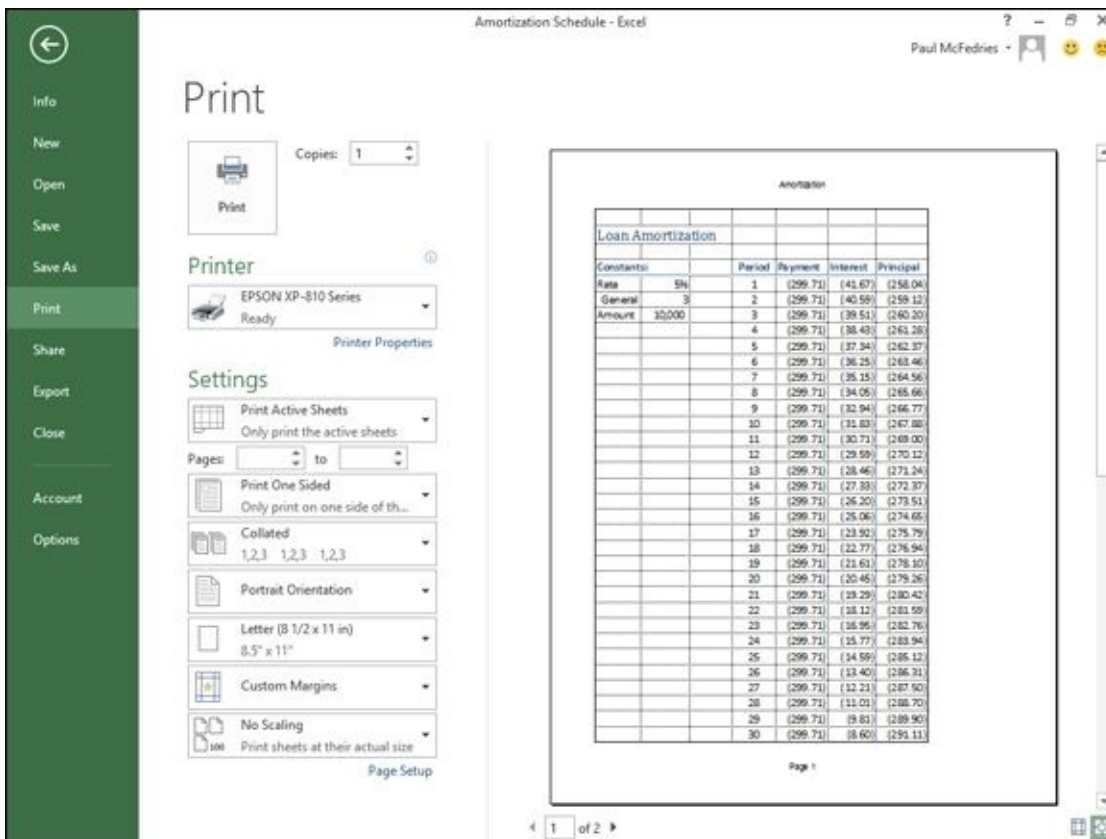 Amortization Schedule - Excel
?
Paul McFedries
Info
New
Open
Save
Save As
Print
Share
Export
Close
Account
Options
Print
Print
Copies: 1
Printer
EPSON XP-810 Series
Ready
Printer Properties
Settings
Print Active Sheets
Only print the active sheets
Pages: to
Print One Sided
Only print on one side of th...
Collated
1,2,3 1,2,3 1,2,3
Portrait Orientation
Letter (8 1/2 x 11 in)
8.5" x 11"
Custom Margins
No Scaling
100 Print sheets at their actual size
Page Setup
Amortization
Loan Amortization
Constants: Period Payment Interest Principal
Rate 5% 1 (299.71) (41.67) (258.04)
General 3 2 (299.71) (40.59) (259.12)
Amount 10,000 3 (299.71) (39.51) (260.20)
4 (299.71) (38.43) (261.28)
5 (299.71) (37.34) (262.37)
6 (299.71) (36.25) (263.46)
7 (299.71) (35.15) (264.56)
8 (299.71) (34.05) (265.66)
9 (299.71) (32.94) (266.77)
10 (299.71) (31.83) (267.88)
11 (299.71) (30.71) (269.00)
12 (299.71) (29.59) (270.12)
13 (299.71) (28.46) (271.24)
14 (299.71) (27.33) (272.37)
15 (299.71) (26.20) (273.51)
16 (299.71) (25.06) (274.65)
17 (299.71) (23.92) (275.79)
18 (299.71) (22.77) (276.94)
19 (299.71) (21.61) (278.10)
20 (299.71) (20.45) (279.26)
21 (299.71) (19.29) (280.42)
22 (299.71) (18.12) (281.59)
23 (299.71) (16.95) (282.76)
24 (299.71) (15.77) (283.94)
25 (299.71) (14.59) (285.12)
26 (299.71) (13.40) (286.31)
27 (299.71) (12.21) (287.50)
28 (299.71) (11.01) (288.70)
29 (299.71) (9.81) (289.90)
30 (299.71) (8.60) (291.11)
Page 1
1 of 2